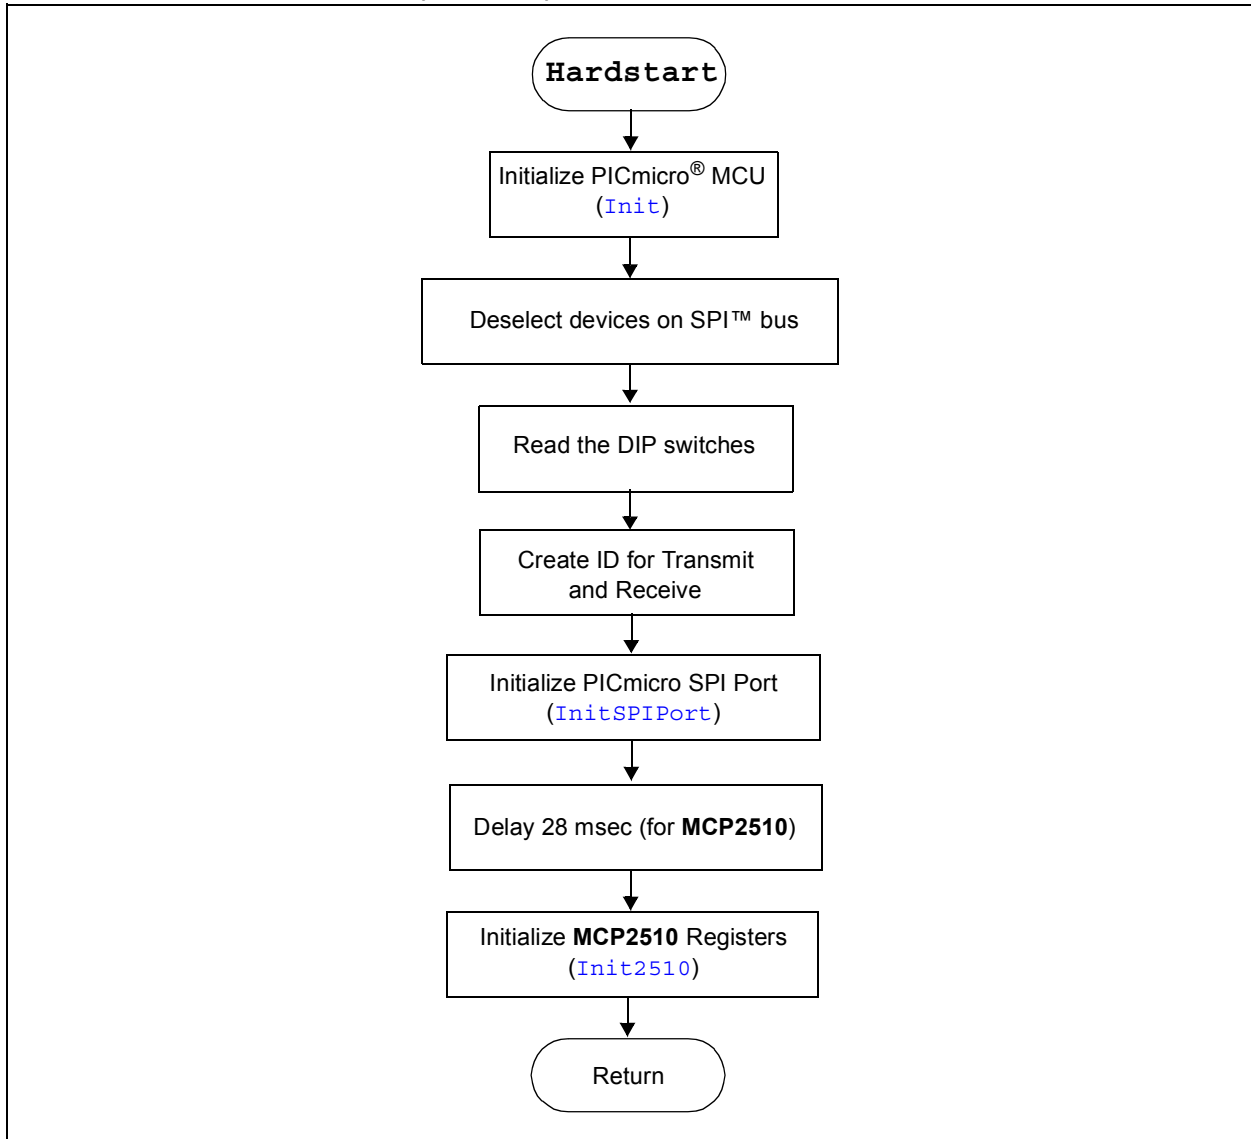 Hardstart
Initialize PICmicro® MCU
(Init)
Deselect devices on SPI™ bus
Read the DIP switches
Create ID for Transmit
and Receive
Initialize PICmicro SPI Port
(InitSPIPort)
Delay 28 msec (for MCP2510)
Initialize MCP2510 Registers
(Init2510)
Return